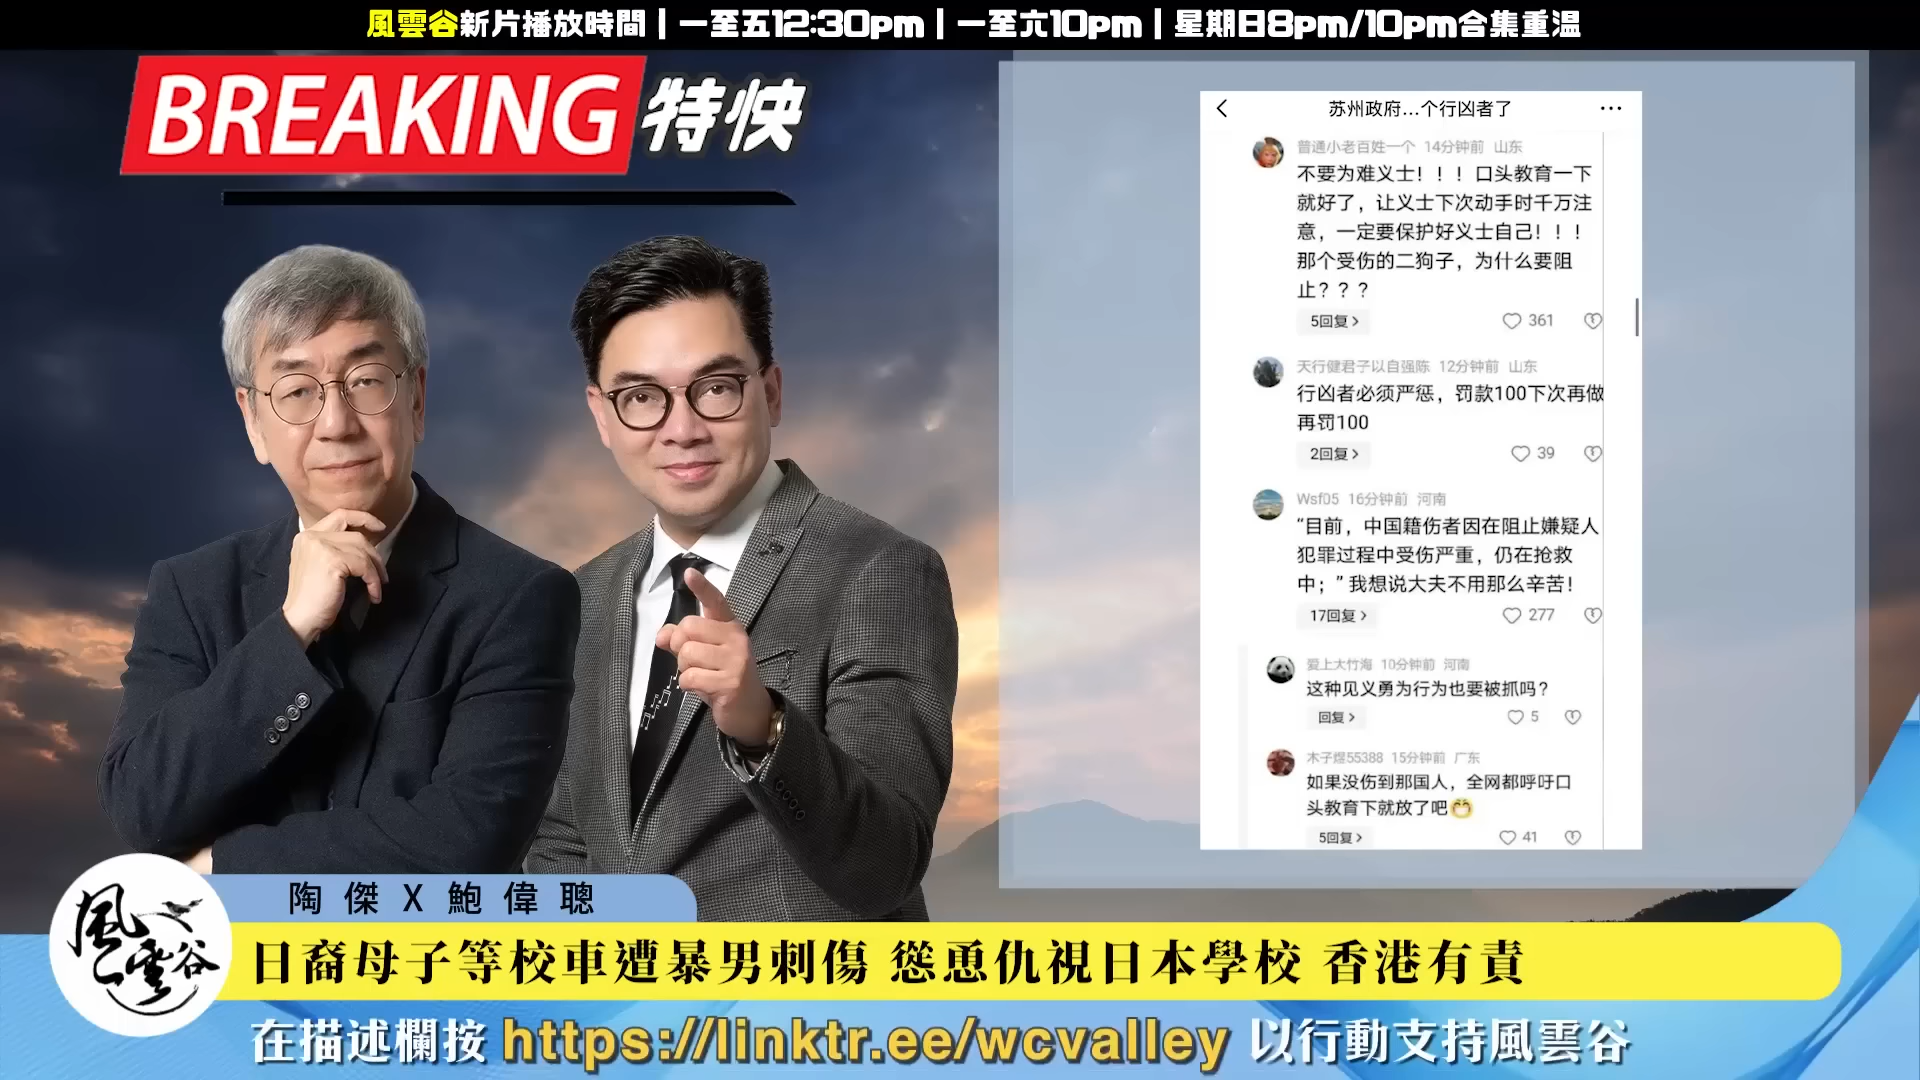 風雲谷新片播放時間 | 一至五12:30pm | 一至六10pm | 星期日8pm/10pm合集重溫
BREAKING 特快
苏州政府...个行凶者了
普通小老百姓一个 14分钟前 山东
不要为难义士！！！口头教育一下
就好了，让义士下次动手时千万注
意，一定要保护好义士自己！！！
那个受伤的二狗子，为什么要阻
止？？？
5回复 >
361
天行健君子以自强陈 12分钟前 山东
行凶者必须严惩，罚款100下次再做
再罚100
2回复 >
39
Wsf05 16分钟前 河南
“目前，中国籍伤者因在阻止嫌疑人
犯罪过程中受伤严重，仍在抢救
中；”我想说大夫不用那么辛苦！
17回复 >
277
爱上大竹海 10分钟前 河南
这种见义勇为行为也要被抓吗？
回复 >
5
木子煜55388 15分钟前 广东
如果没伤到那国人，全网都呼吁口
头教育下就放了吧😁
5回复 >
41
陶傑 X 鮑偉聰
風雲谷
日裔母子等校車遭暴男刺傷 慫恿仇視日本學校 香港有責
在描述欄按 https://linktr.ee/wcvalley 以行動支持風雲谷